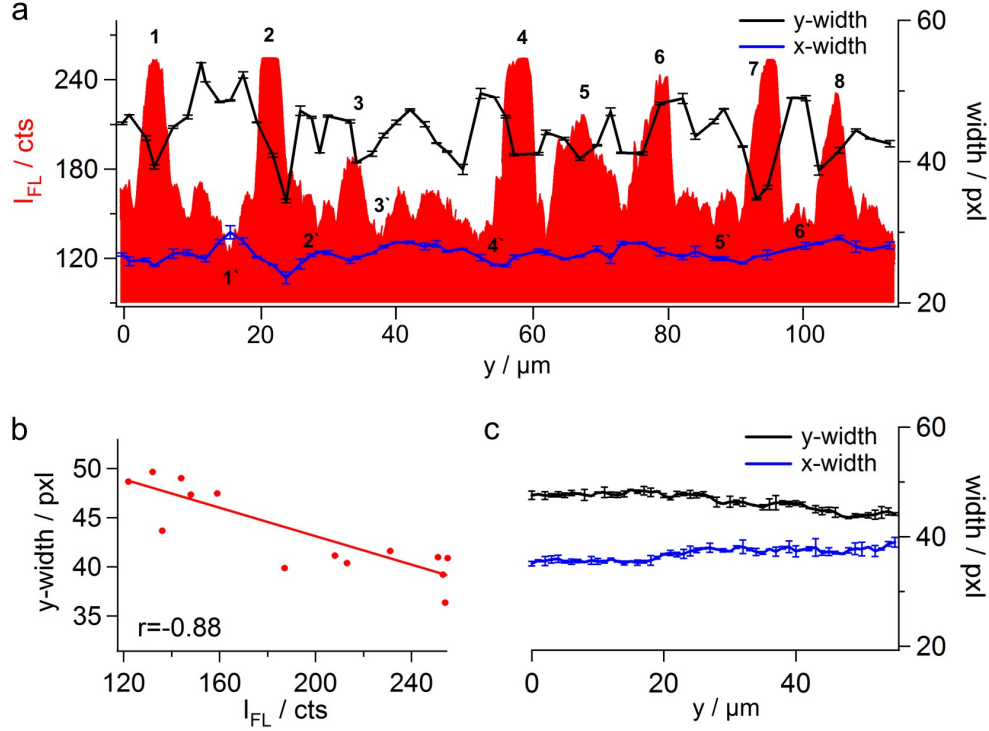 a
y-width
x-width
1 2 3 4 5 6 7 8
1` 2` 3` 4` 5` 6`
I_FL / cts
240
180
120
60
40
20
width / pxl
0 20 40 60 80 100
y / µm
b
y-width / pxl
50
45
40
35
r=-0.88
120 160 200 240
I_FL / cts
c
y-width
x-width
60
40
20
width / pxl
0 20 40
y / µm